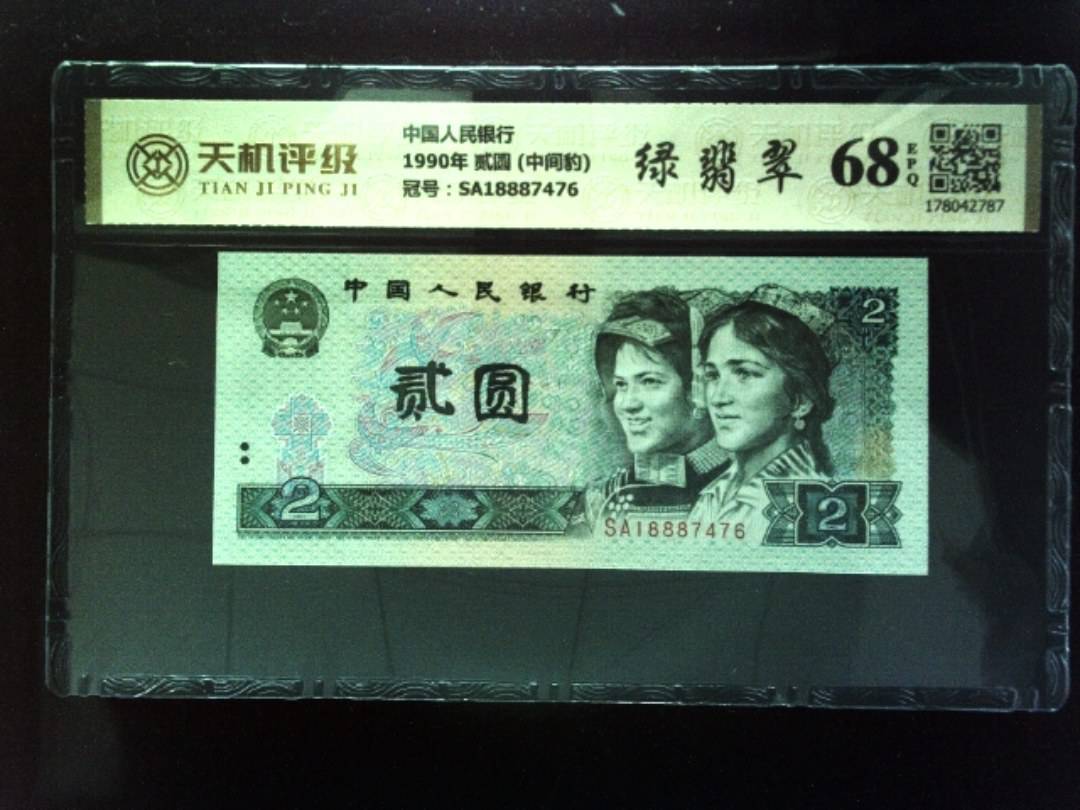 天机评级
TIAN JI PING JI
中国人民银行
1990年 贰圆 (中间豹)
冠号：SA18887476
绿翡翠
68
EPQ
178042787
中国人民银行
2
贰圆
2
SA18887476
2